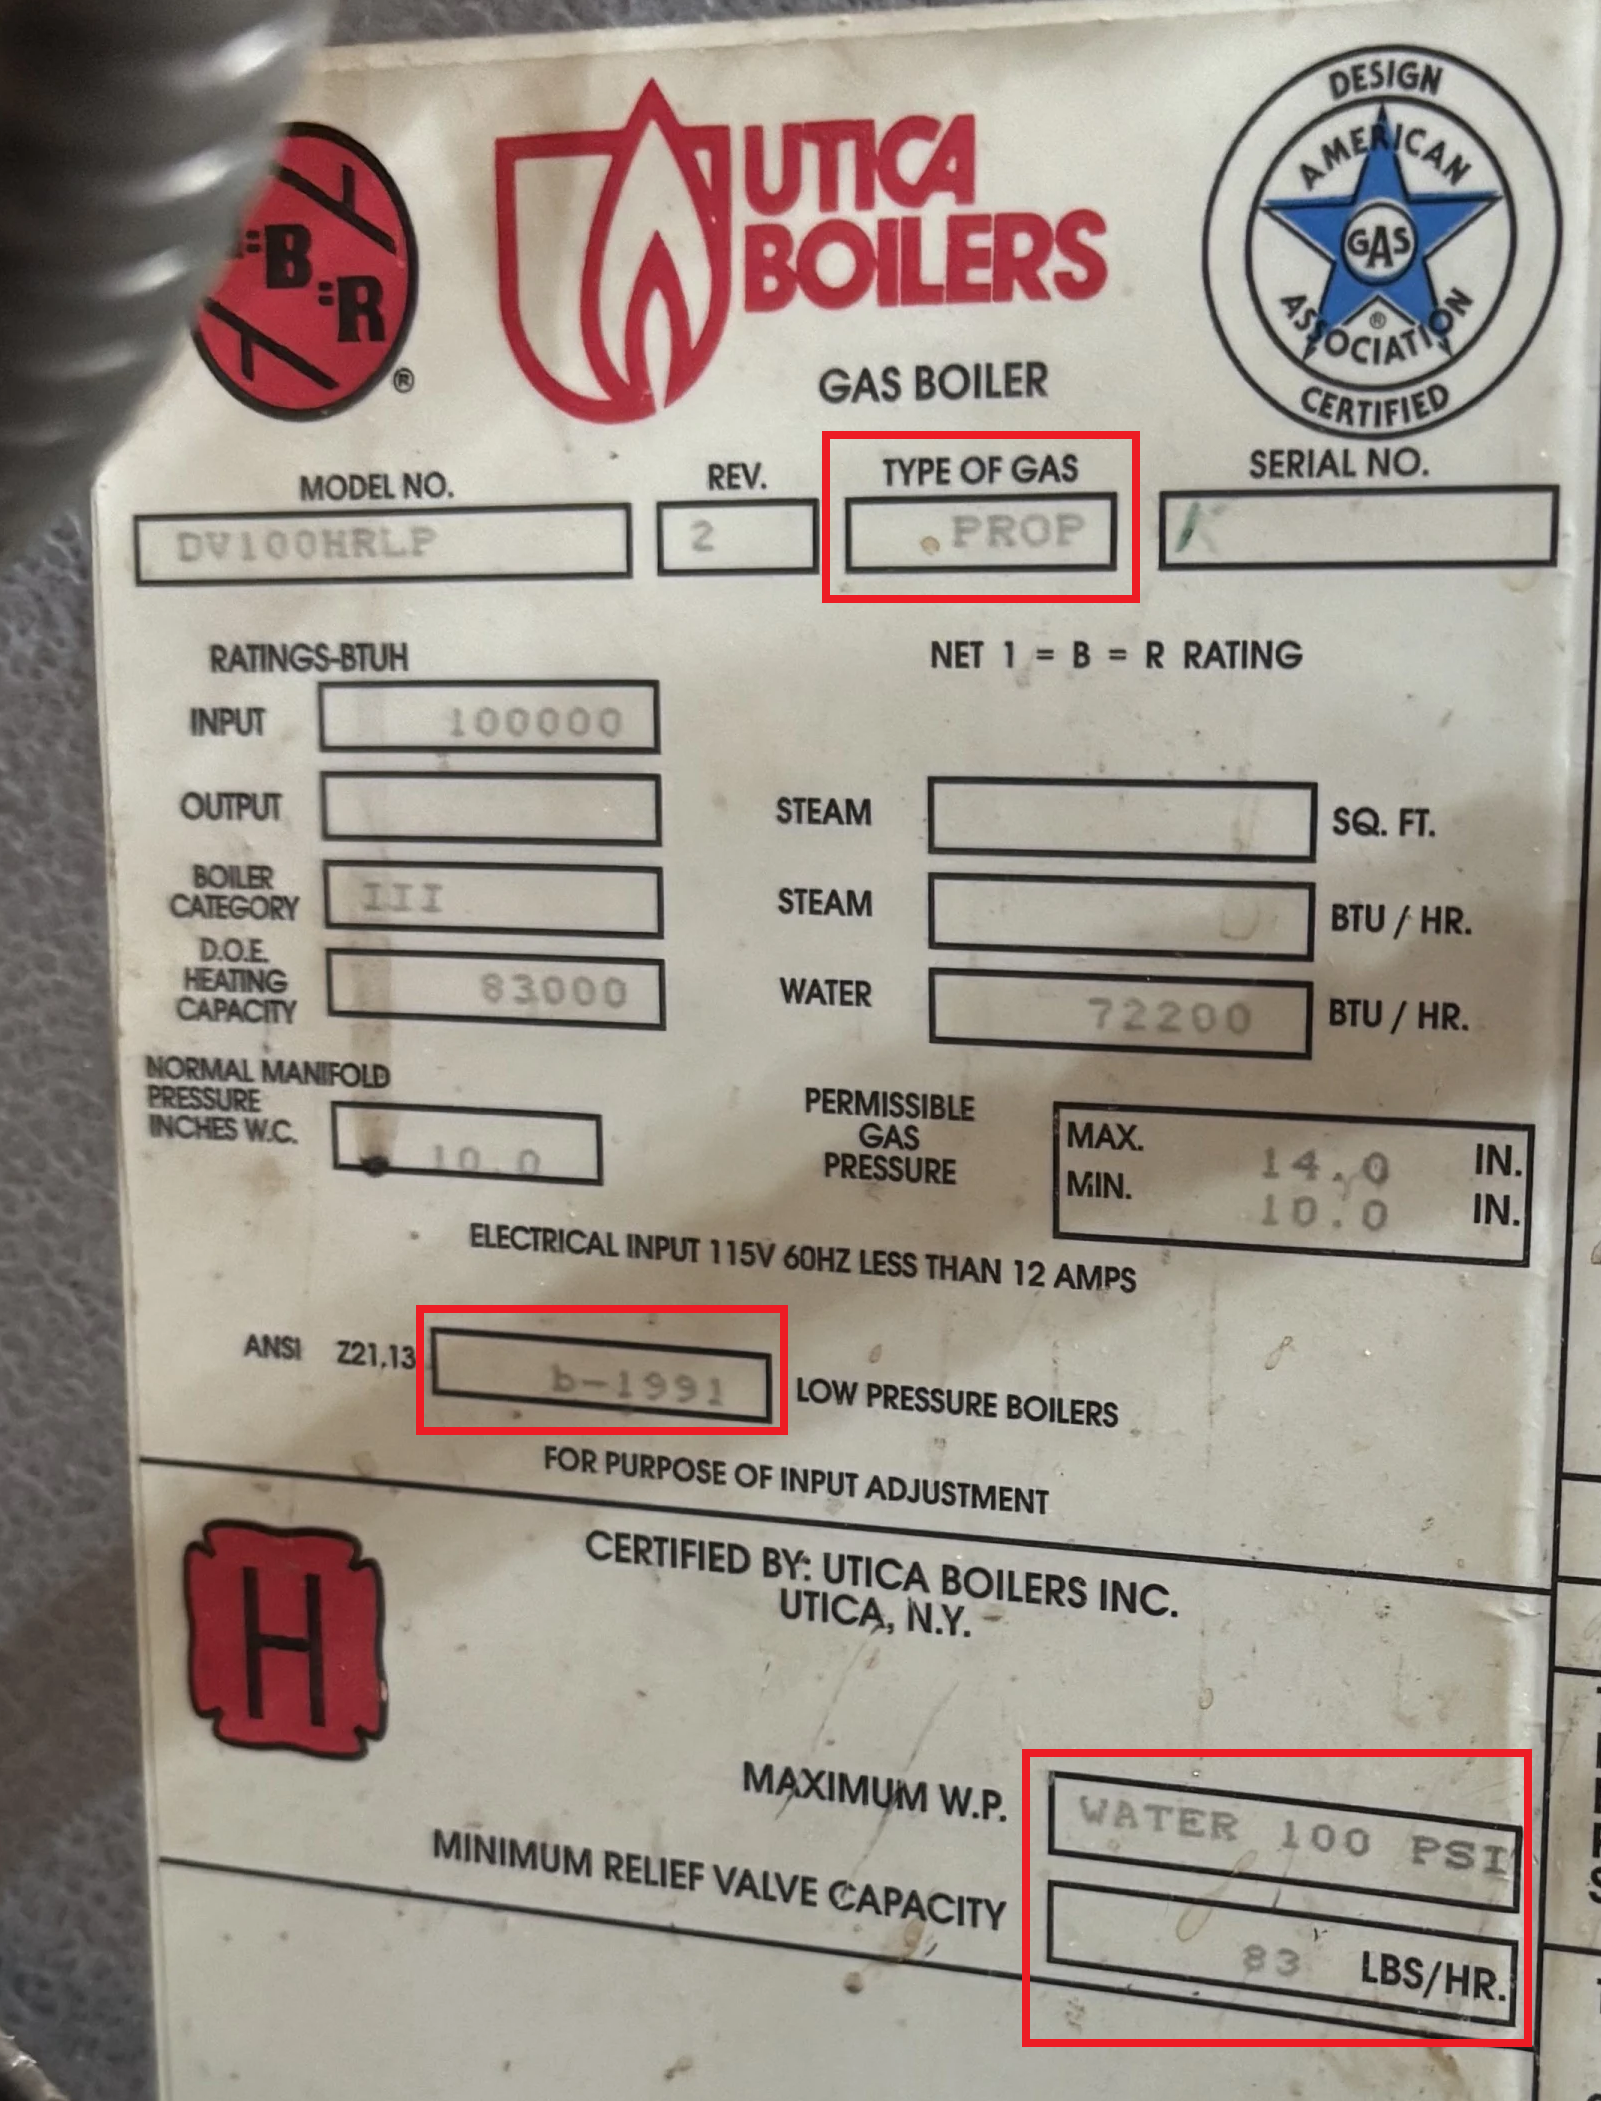 DESIGN
AMERICAN
GAS
ASSOCIATION
®
CERTIFIED
=B=R
®
UTICA
BOILERS
GAS BOILER
MODEL NO. REV. TYPE OF GAS SERIAL NO.
DV100HRLP 2 PROP
RATINGS-BTUH NET 1 = B = R RATING
INPUT 100000
OUTPUT STEAM SQ. FT.
BOILER
CATEGORY III STEAM BTU / HR.
D.O.E.
HEATING
CAPACITY 83000 WATER 72200 BTU / HR.
NORMAL MANIFOLD
PRESSURE
INCHES W.C. 10.0
PERMISSIBLE
GAS
PRESSURE
MAX. 14.0 IN.
MIN. 10.0 IN.
ELECTRICAL INPUT 115V 60HZ LESS THAN 12 AMPS
ANSI Z21.13 b-1991 LOW PRESSURE BOILERS
FOR PURPOSE OF INPUT ADJUSTMENT
H
CERTIFIED BY: UTICA BOILERS INC.
UTICA, N.Y.
MAXIMUM W.P. WATER 100 PSI
MINIMUM RELIEF VALVE CAPACITY 83 LBS/HR.